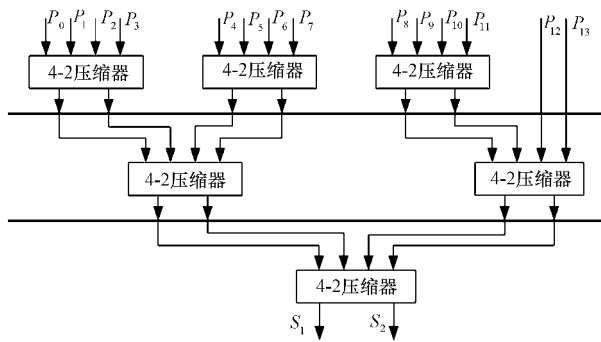 P₀ P₁ P₂ P₃ P₄ P₅ P₆ P₇ P₈ P₉ P₁₀ P₁₁ P₁₂ P₁₃
4-2压缩器 4-2压缩器 4-2压缩器
4-2压缩器 4-2压缩器
4-2压缩器
S₁ S₂